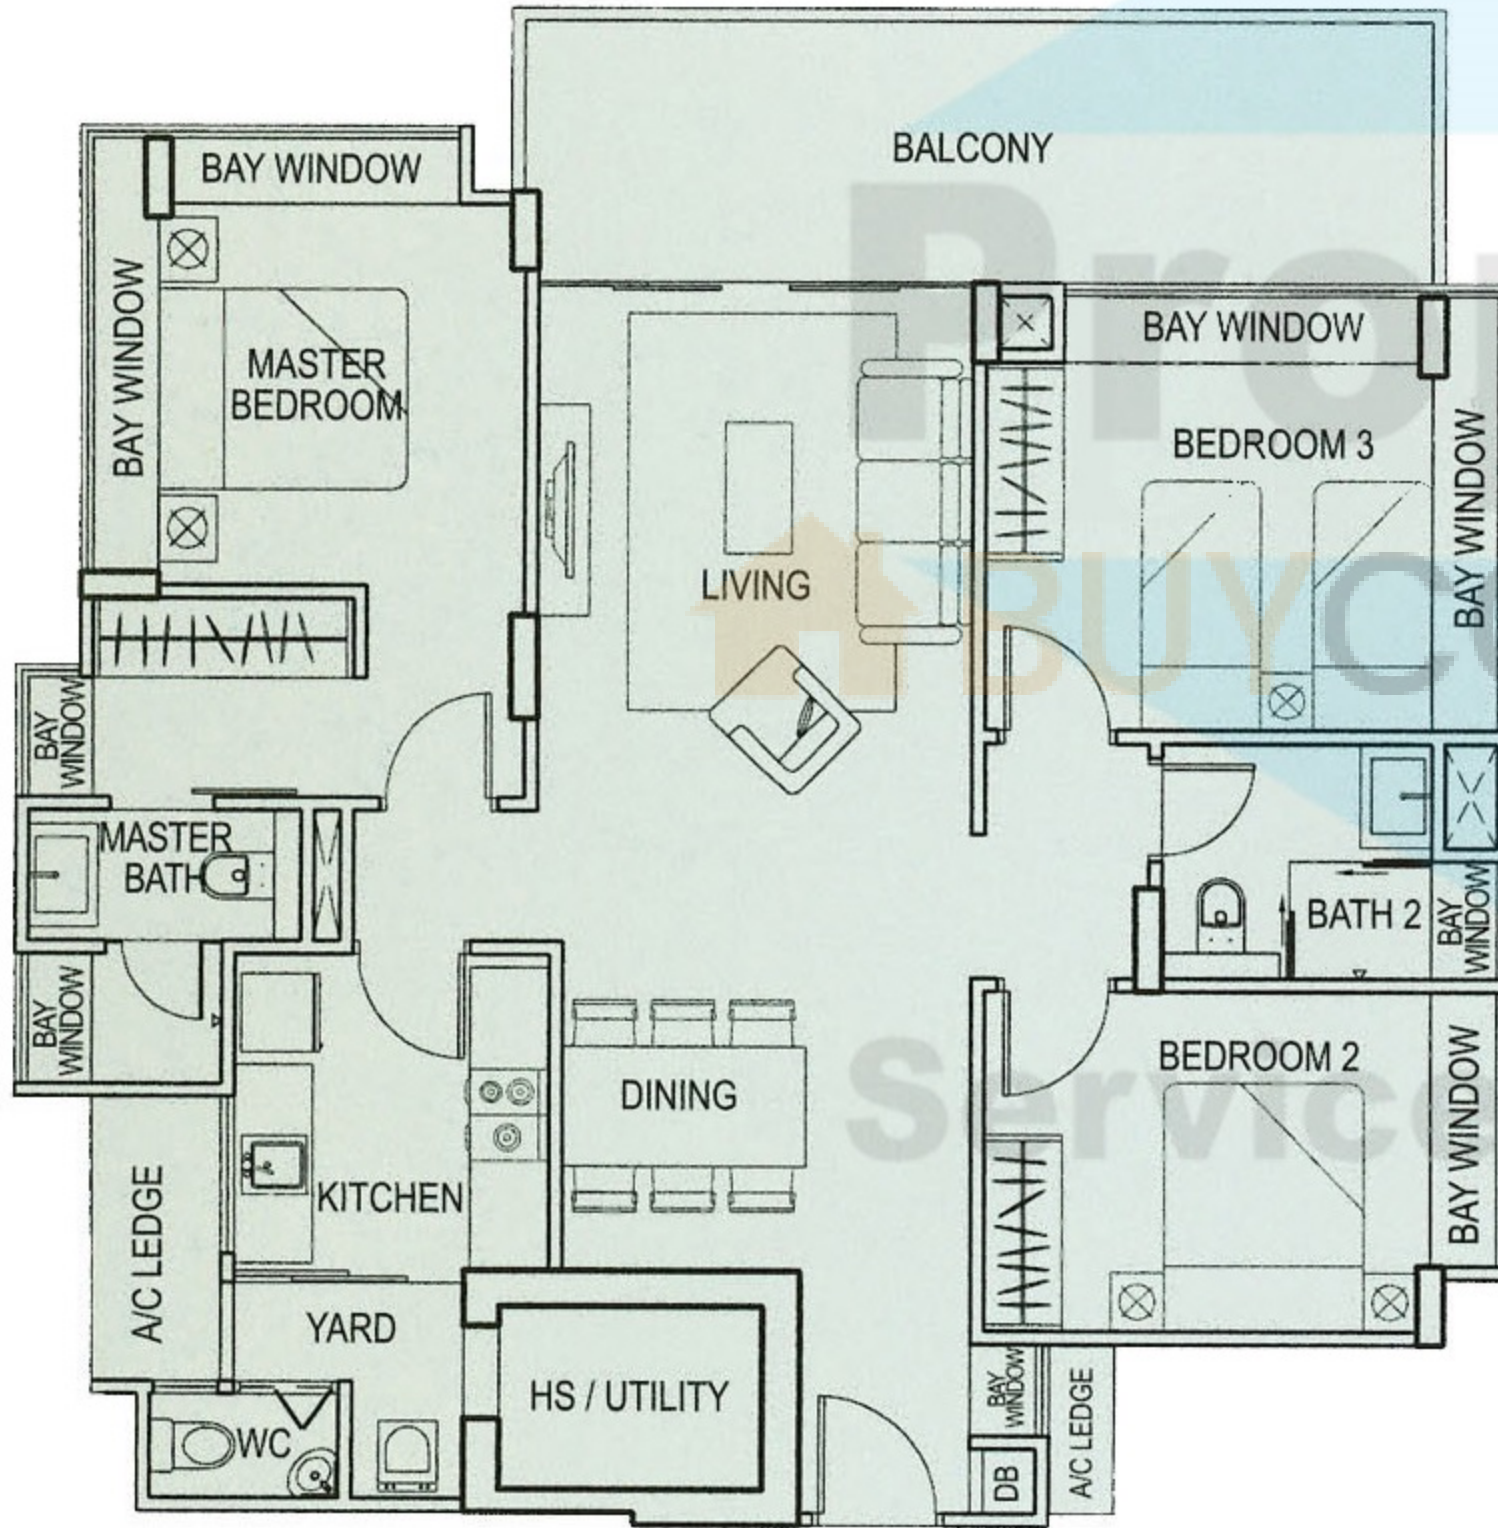 BALCONY
BAY WINDOW
BAY WINDOW
MASTER
BEDROOM
BAY WINDOW
BEDROOM 3
BAY WINDOW
LIVING
BAY
WINDOW
MASTER
BATH
BATH 2
BAY
WINDOW
BAY
WINDOW
DINING
BEDROOM 2
BAY WINDOW
KITCHEN
A/C LEDGE
YARD
HS / UTILITY
BAY
WINDOW
A/C LEDGE
WC
DB
Service